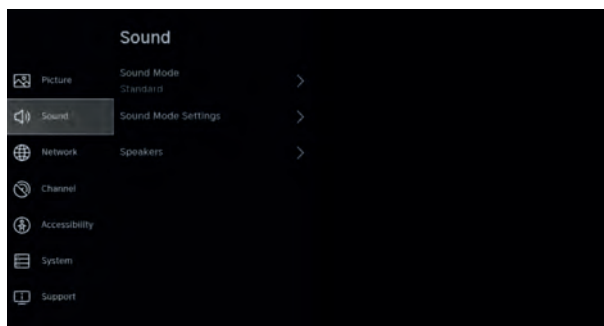 Sound
Picture
Sound
Network
Channel
Accessibility
System
Support
Sound Mode
Standard
Sound Mode Settings
Speakers